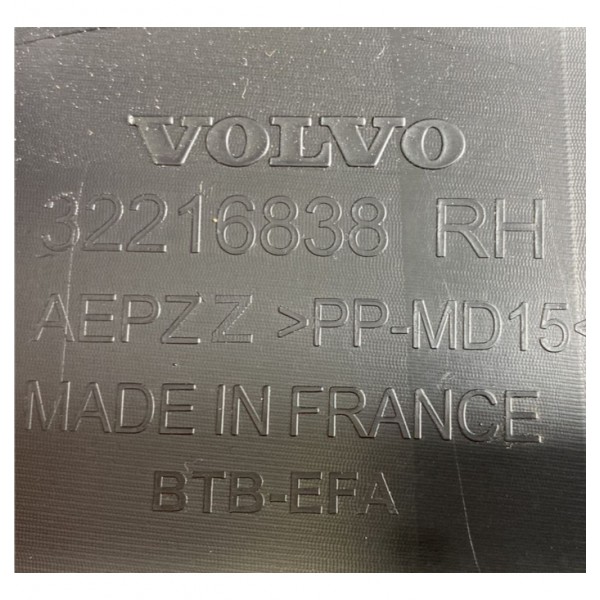 VOLVO
32216838 RH
AEPZZ >PP-MD15<
MADE IN FRANCE
BTB-EFA